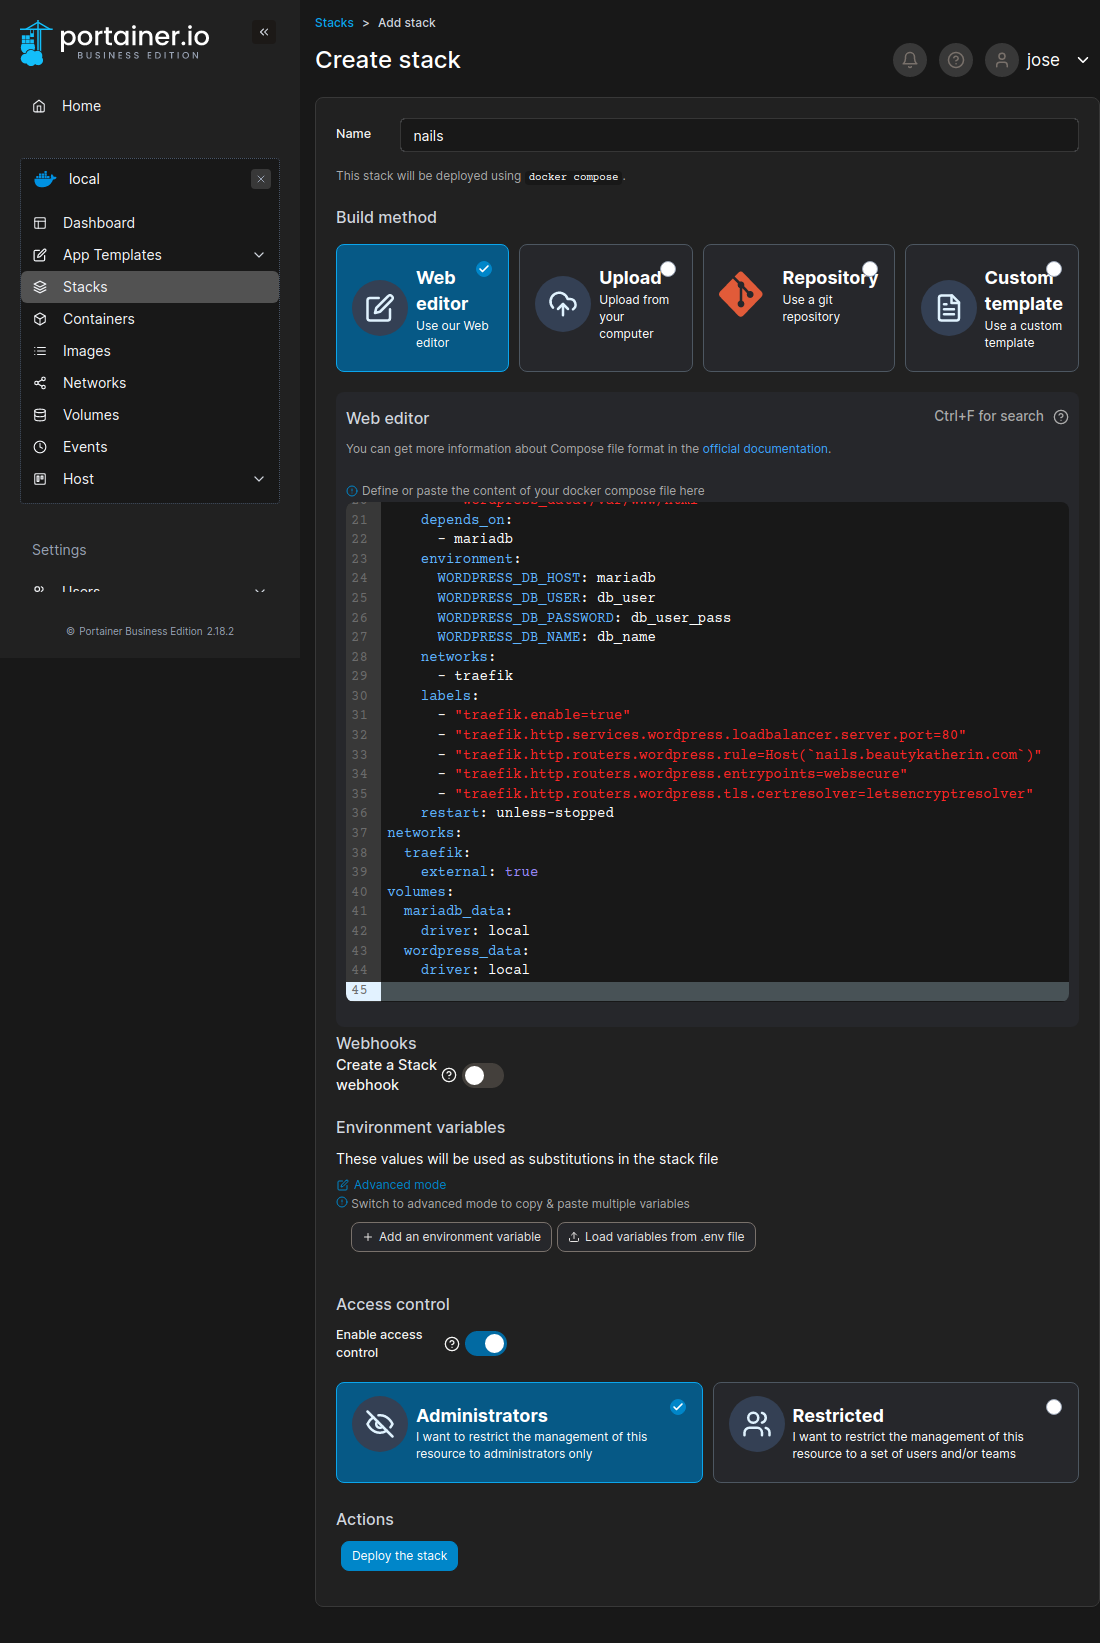 portainer.io
BUSINESS EDITION
Home
local
Dashboard
App Templates
Stacks
Containers
Images
Networks
Volumes
Events
Host
Settings
Users
© Portainer Business Edition 2.18.2
Stacks > Add stack
Create stack
jose
Name
nails
This stack will be deployed using docker compose.
Build method
Web editor
Use our Web
editor
Upload
Upload from
your
computer
Repository
Use a git
repository
Custom
template
Use a custom
template
Web editor
Ctrl+F for search
You can get more information about Compose file format in the official documentation.
Define or paste the content of your docker compose file here
21 depends_on:
22 - mariadb
23 environment:
24 WORDPRESS_DB_HOST: mariadb
25 WORDPRESS_DB_USER: db_user
26 WORDPRESS_DB_PASSWORD: db_user_pass
27 WORDPRESS_DB_NAME: db_name
28 networks:
29 - traefik
30 labels:
31 - "traefik.enable=true"
32 - "traefik.http.services.wordpress.loadbalancer.server.port=80"
33 - "traefik.http.routers.wordpress.rule=Host(`nails.beautykatherin.com`)"
34 - "traefik.http.routers.wordpress.entrypoints=websecure"
35 - "traefik.http.routers.wordpress.tls.certresolver=letsencryptresolver"
36 restart: unless-stopped
37 networks:
38 traefik:
39 external: true
40 volumes:
41 mariadb_data:
42 driver: local
43 wordpress_data:
44 driver: local
45
Webhooks
Create a Stack
webhook
Environment variables
These values will be used as substitutions in the stack file
Advanced mode
Switch to advanced mode to copy & paste multiple variables
+ Add an environment variable
Load variables from .env file
Access control
Enable access
control
Administrators
I want to restrict the management of this
resource to administrators only
Restricted
I want to restrict the management of this
resource to a set of users and/or teams
Actions
Deploy the stack